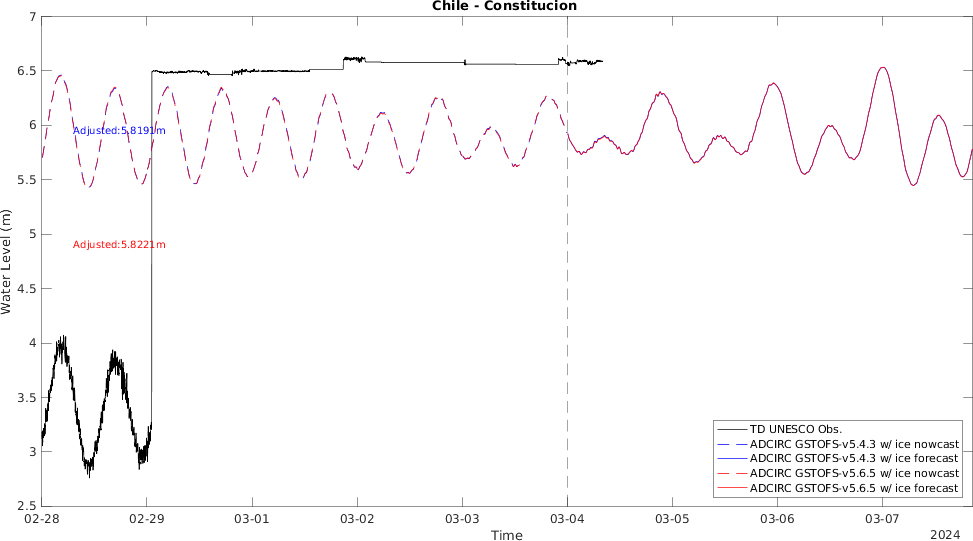 Chile - Constitucion
7
6.5
6
5.5
5
4.5
4
3.5
3
2.5
Water Level (m)
Adjusted:5.8191m
Adjusted:5.8221m
TD UNESCO Obs.
ADCIRC GSTOFS-v5.4.3 w/ ice nowcast
ADCIRC GSTOFS-v5.4.3 w/ ice forecast
ADCIRC GSTOFS-v5.6.5 w/ ice nowcast
ADCIRC GSTOFS-v5.6.5 w/ ice forecast
02-28 02-29 03-01 03-02 03-03 03-04 03-05 03-06 03-07
Time
2024